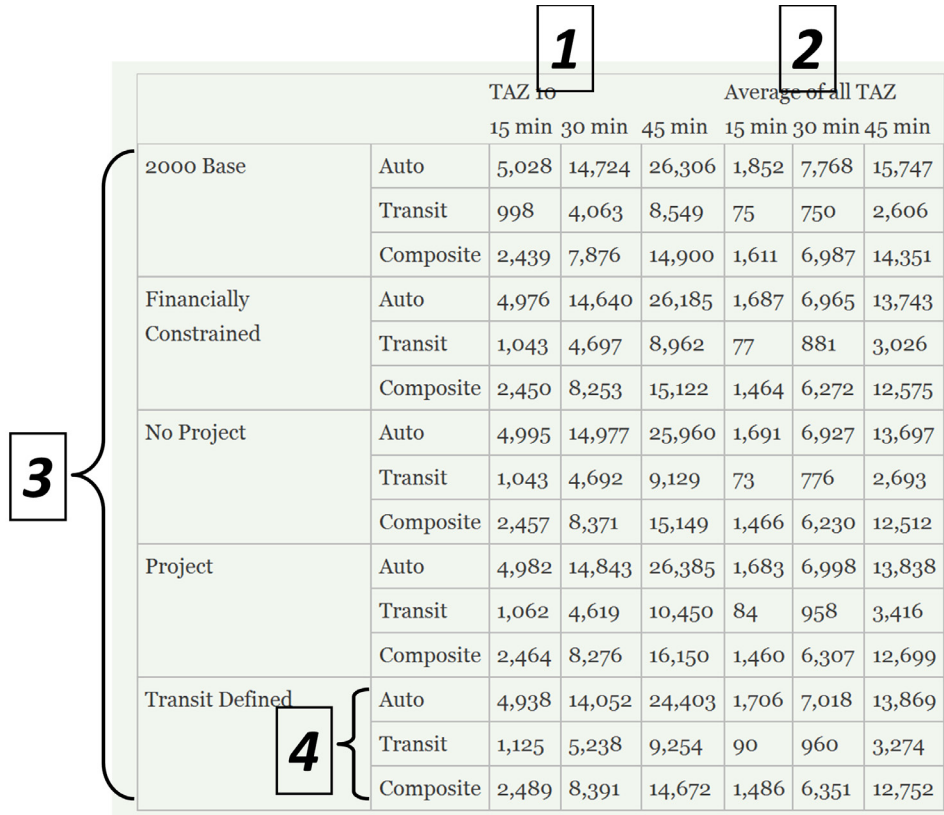 1 2
TAZ 10 Average of all TAZ
15 min 30 min 45 min 15 min 30 min 45 min
2000 Base Auto 5,028 14,724 26,306 1,852 7,768 15,747
Transit 998 4,063 8,549 75 750 2,606
Composite 2,439 7,876 14,900 1,611 6,987 14,351
Financially Auto 4,976 14,640 26,185 1,687 6,965 13,743
Constrained Transit 1,043 4,697 8,962 77 881 3,026
Composite 2,450 8,253 15,122 1,464 6,272 12,575
No Project Auto 4,995 14,977 25,960 1,691 6,927 13,697
3 Transit 1,043 4,692 9,129 73 776 2,693
Composite 2,457 8,371 15,149 1,466 6,230 12,512
Project Auto 4,982 14,843 26,385 1,683 6,998 13,838
Transit 1,062 4,619 10,450 84 958 3,416
Composite 2,464 8,276 16,150 1,460 6,307 12,699
Transit Defined Auto 4,938 14,052 24,403 1,706 7,018 13,869
4 Transit 1,125 5,238 9,254 90 960 3,274
Composite 2,489 8,391 14,672 1,486 6,351 12,752